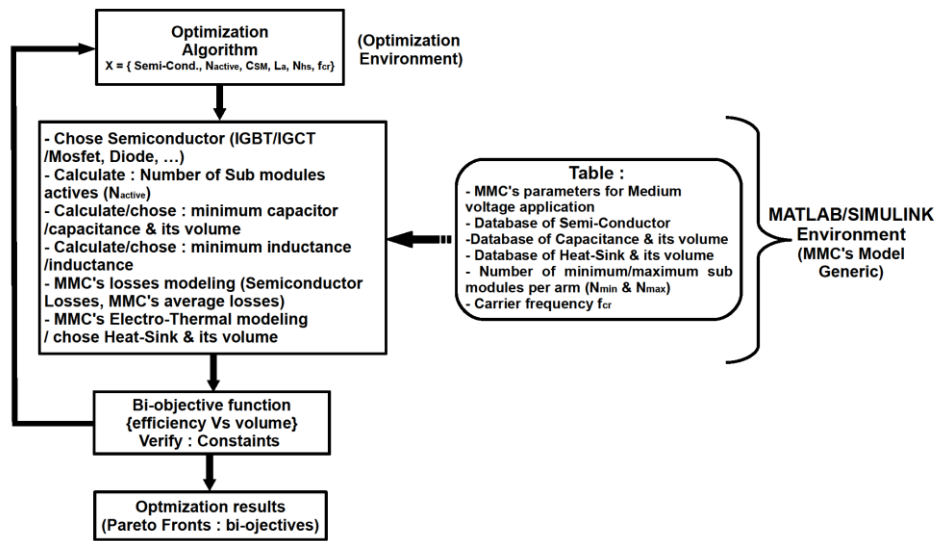 Optimization
Algorithm
X = { Semi-Cond., Nactive, CSM, La, Nhs, fcr}
(Optimization
Environment)
- Chose Semiconductor (IGBT/IGCT
/Mosfet, Diode, ...)
- Calculate : Number of Sub modules
actives (Nactive)
- Calculate/chose : minimum capacitor
/capacitance & its volume
- Calculate/chose : minimum inductance
/inductance
- MMC's losses modeling (Semiconductor
Losses, MMC's average losses)
- MMC's Electro-Thermal modeling
/ chose Heat-Sink & its volume
Table :
- MMC's parameters for Medium
voltage application
- Database of Semi-Conductor
-Database of Capacitance & its volume
- Database of Heat-Sink & its volume
- Number of minimum/maximum sub
modules per arm (Nmin & Nmax)
- Carrier frequency fcr
MATLAB/SIMULINK
Environment
(MMC's Model
Generic)
Bi-objective function
{efficiency Vs volume}
Verify : Constaints
Optmization results
(Pareto Fronts : bi-ojectives)